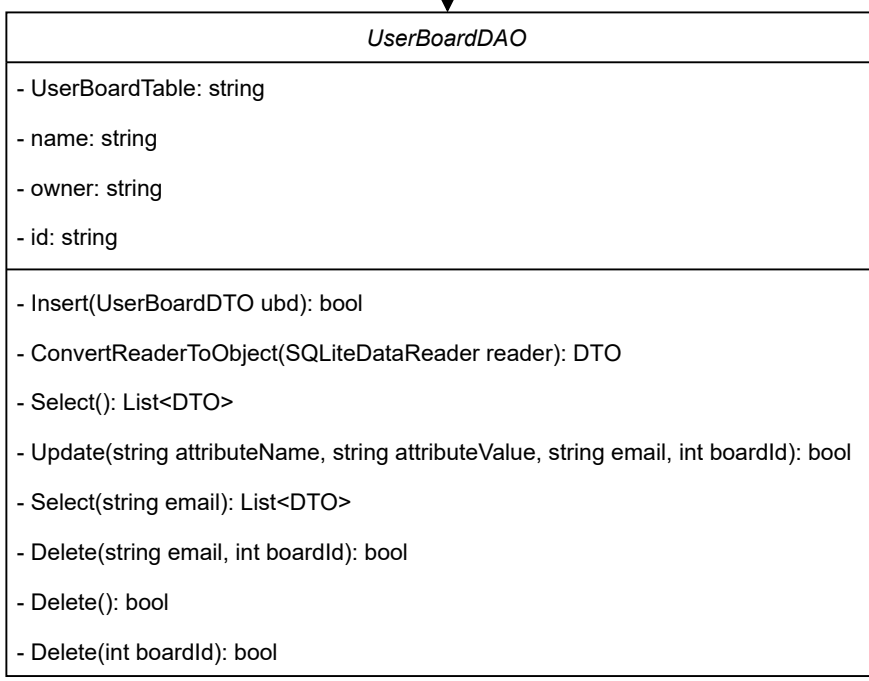 UserBoardDAO
- UserBoardTable: string
- name: string
- owner: string
- id: string
- Insert(UserBoardDTO ubd): bool
- ConvertReaderToObject(SQLiteDataReader reader): DTO
- Select(): List<DTO>
- Update(string attributeName, string attributeValue, string email, int boardId): bool
- Select(string email): List<DTO>
- Delete(string email, int boardId): bool
- Delete(): bool
- Delete(int boardId): bool